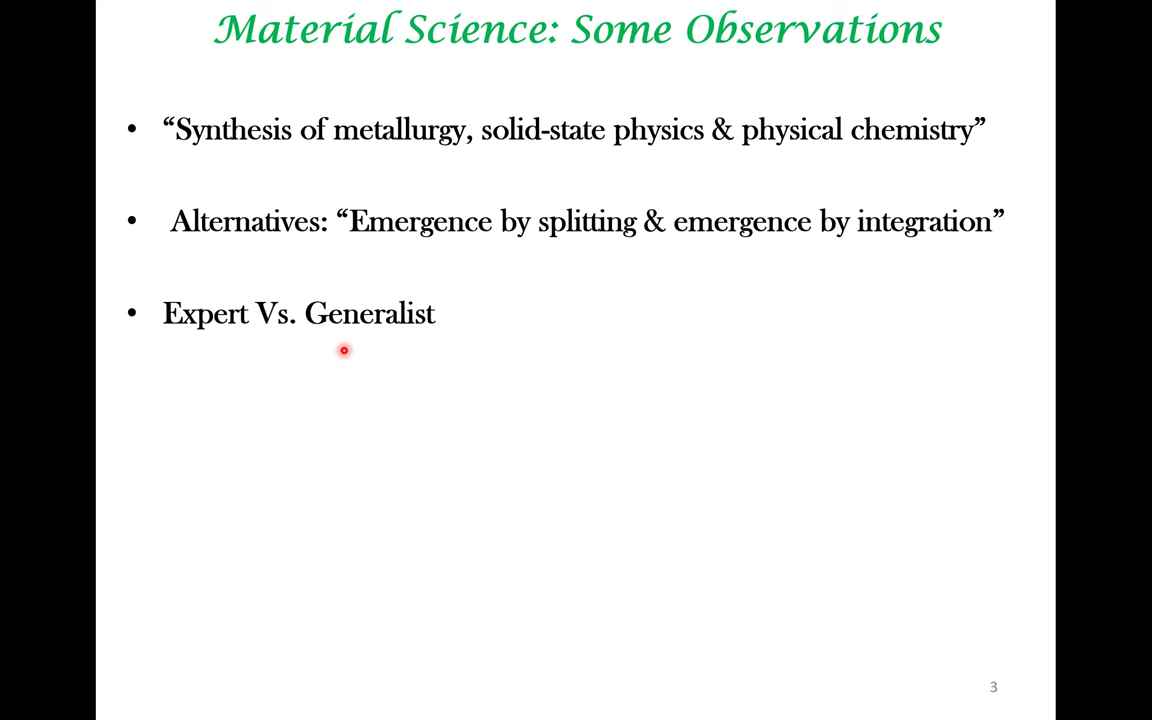 Material Science: Some Observations
• “Synthesis of metallurgy, solid-state physics & physical chemistry”
• Alternatives: “Emergence by splitting & emergence by integration”
• Expert Vs. Generalist
3